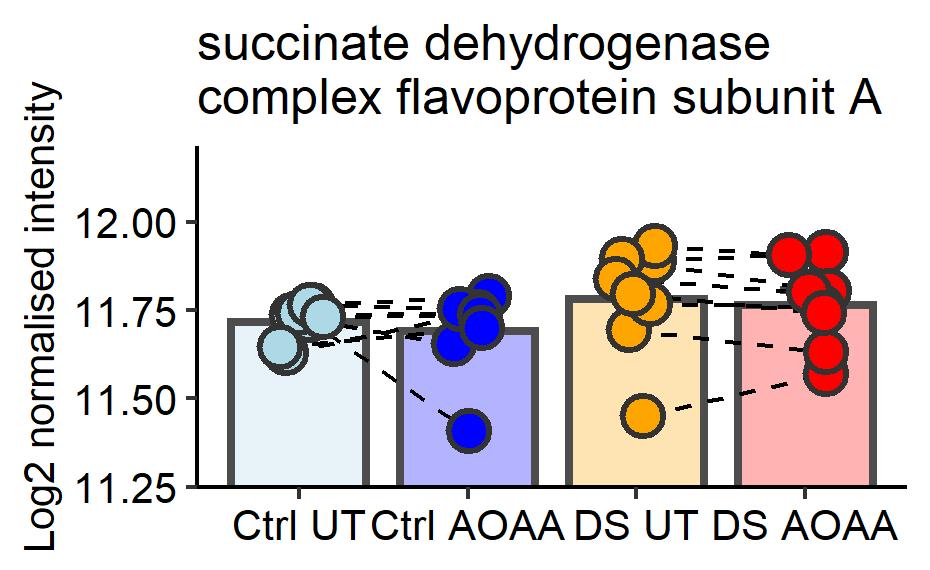 succinate dehydrogenase
complex flavoprotein subunit A
Log2 normalised intensity
12.00
11.75
11.50
11.25
Ctrl UT Ctrl AOAA DS UT DS AOAA